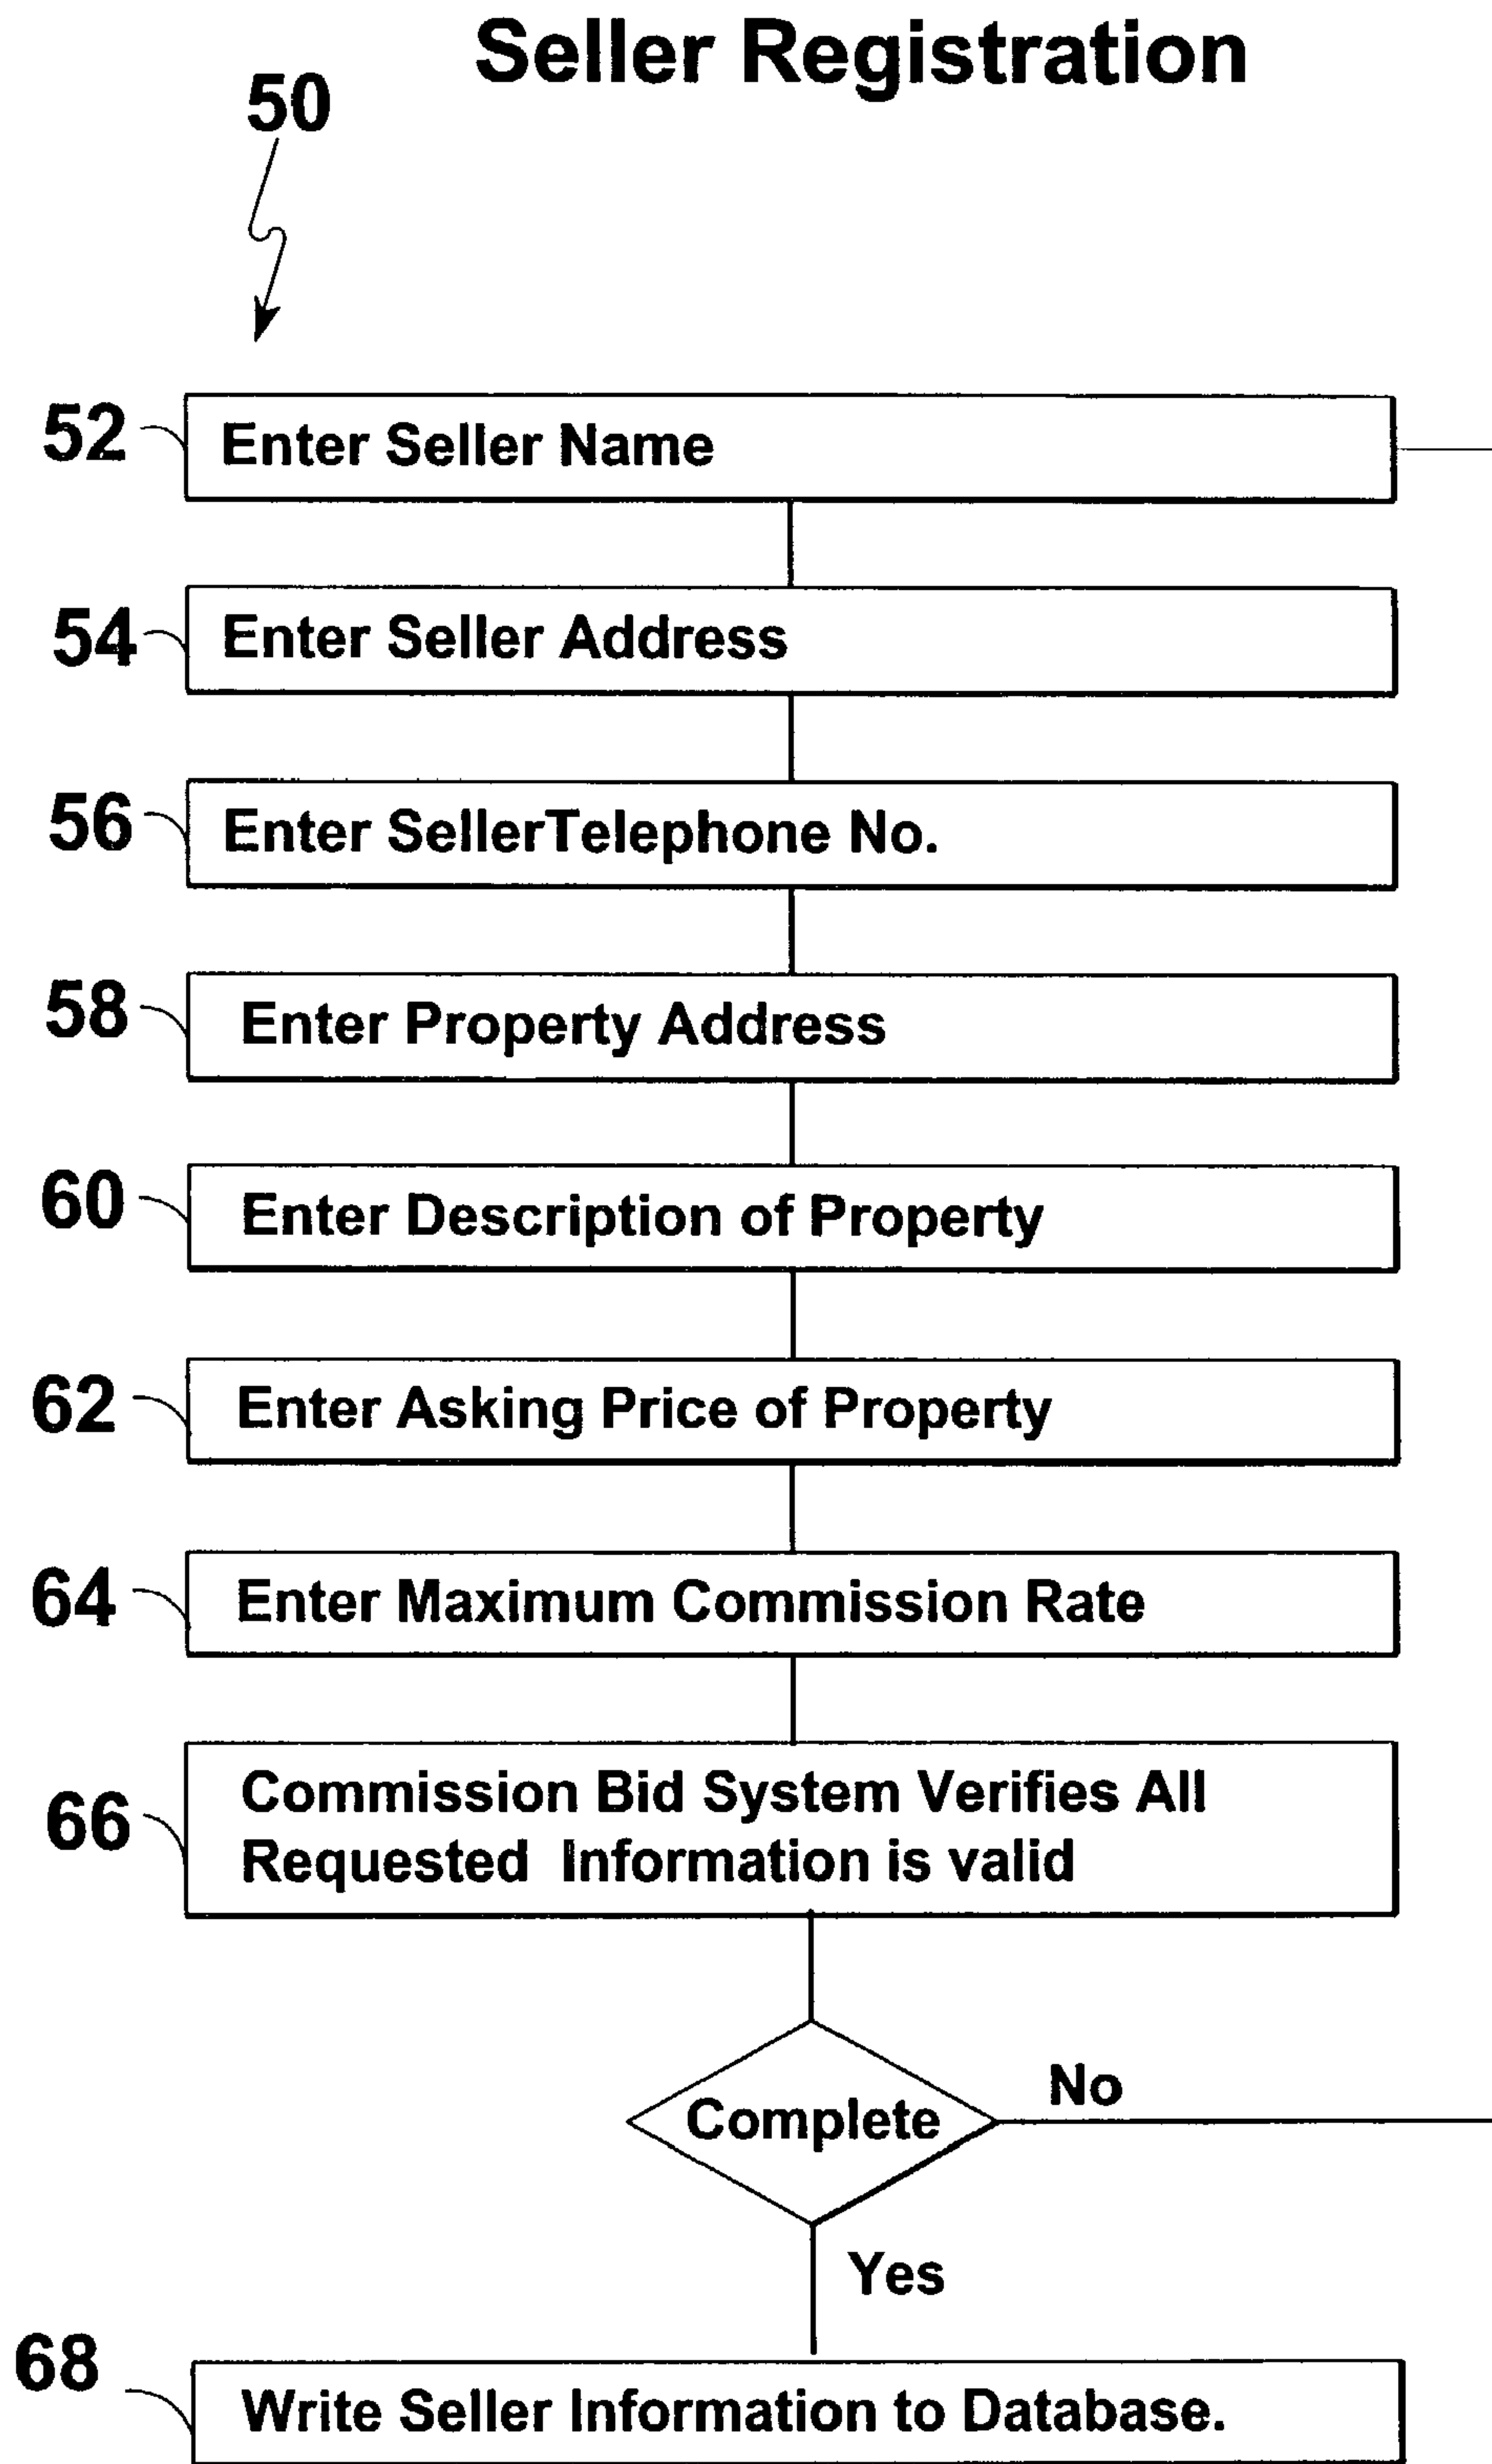 Seller Registration
50
52 Enter Seller Name
54 Enter Seller Address
56 Enter SellerTelephone No.
58 Enter Property Address
60 Enter Description of Property
62 Enter Asking Price of Property
64 Enter Maximum Commission Rate
66 Commission Bid System Verifies All
Requested Information is valid
Complete
No
Yes
68 Write Seller Information to Database.